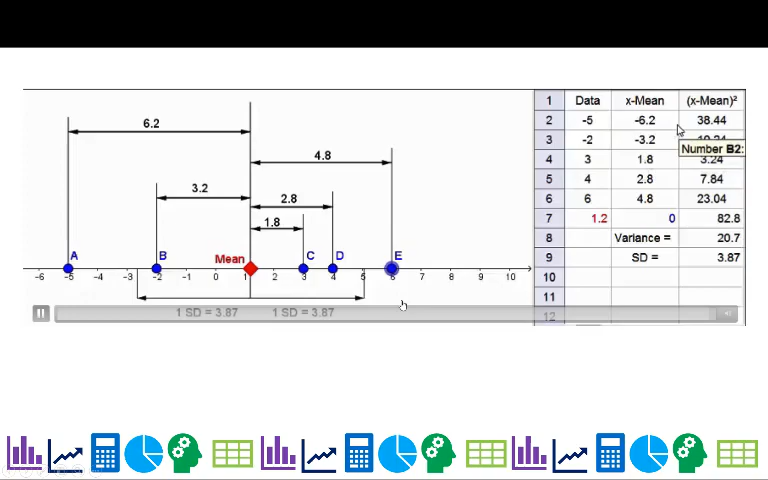 6.2
4.8
3.2
2.8
1.8
A B Mean C D E
-6 -5 -4 -3 -2 -1 0 1 2 3 4 5 6 7 8 9 10
1 SD = 3.87 1 SD = 3.87
1 Data x-Mean (x-Mean)²
2 -5 -6.2 38.44
3 -2 -3.2
Number B2:
4 3 1.8 3.24
5 4 2.8 7.84
6 6 4.8 23.04
7 1.2 0 82.8
8 Variance = 20.7
9 SD = 3.87
10
11
12